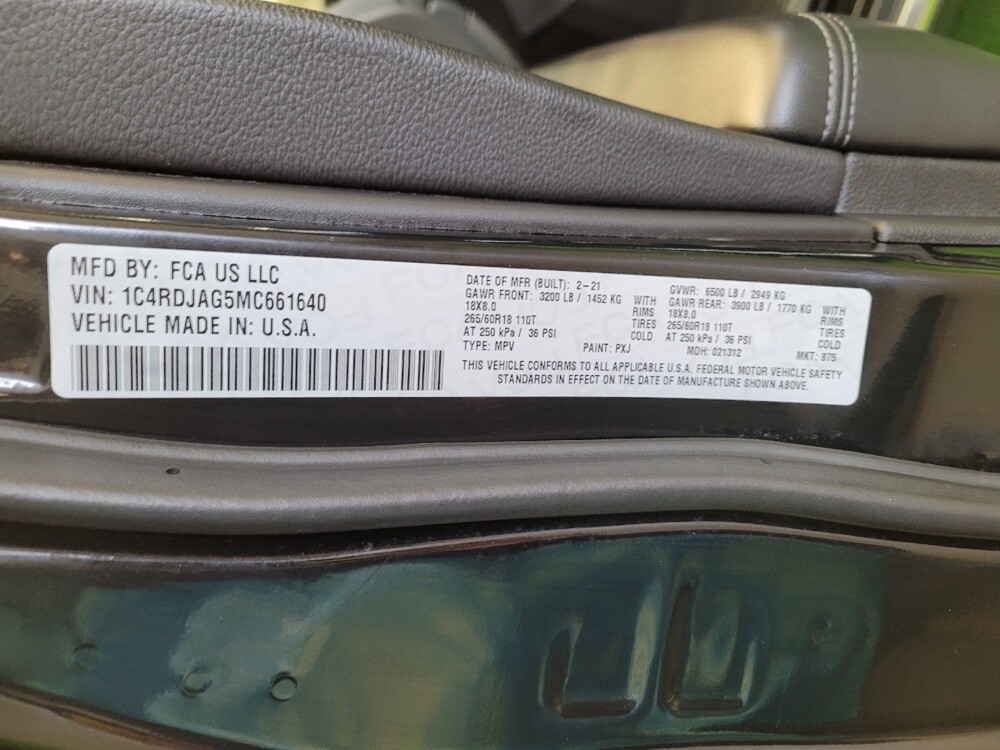 MFD BY: FCA US LLC
VIN: 1C4RDJAG5MC661640
VEHICLE MADE IN: U.S.A.
DATE OF MFR (BUILT): 2-21 GVWR: 6500 LB / 2949 KG
GAWR FRONT: 3200 LB / 1452 KG WITH GAWR REAR: 3900 LB / 1770 KG WITH
18X8.0 RIMS 18X8.0 RIMS
265/60R18 110T TIRES 265/60R18 110T TIRES
AT 250 kPa / 36 PSI COLD AT 250 kPa / 36 PSI COLD
TYPE: MPV PAINT: PXJ MDH: 021312 MKT: 875
THIS VEHICLE CONFORMS TO ALL APPLICABLE U.S.A. FEDERAL MOTOR VEHICLE SAFETY
STANDARDS IN EFFECT ON THE DATE OF MANUFACTURE SHOWN ABOVE.